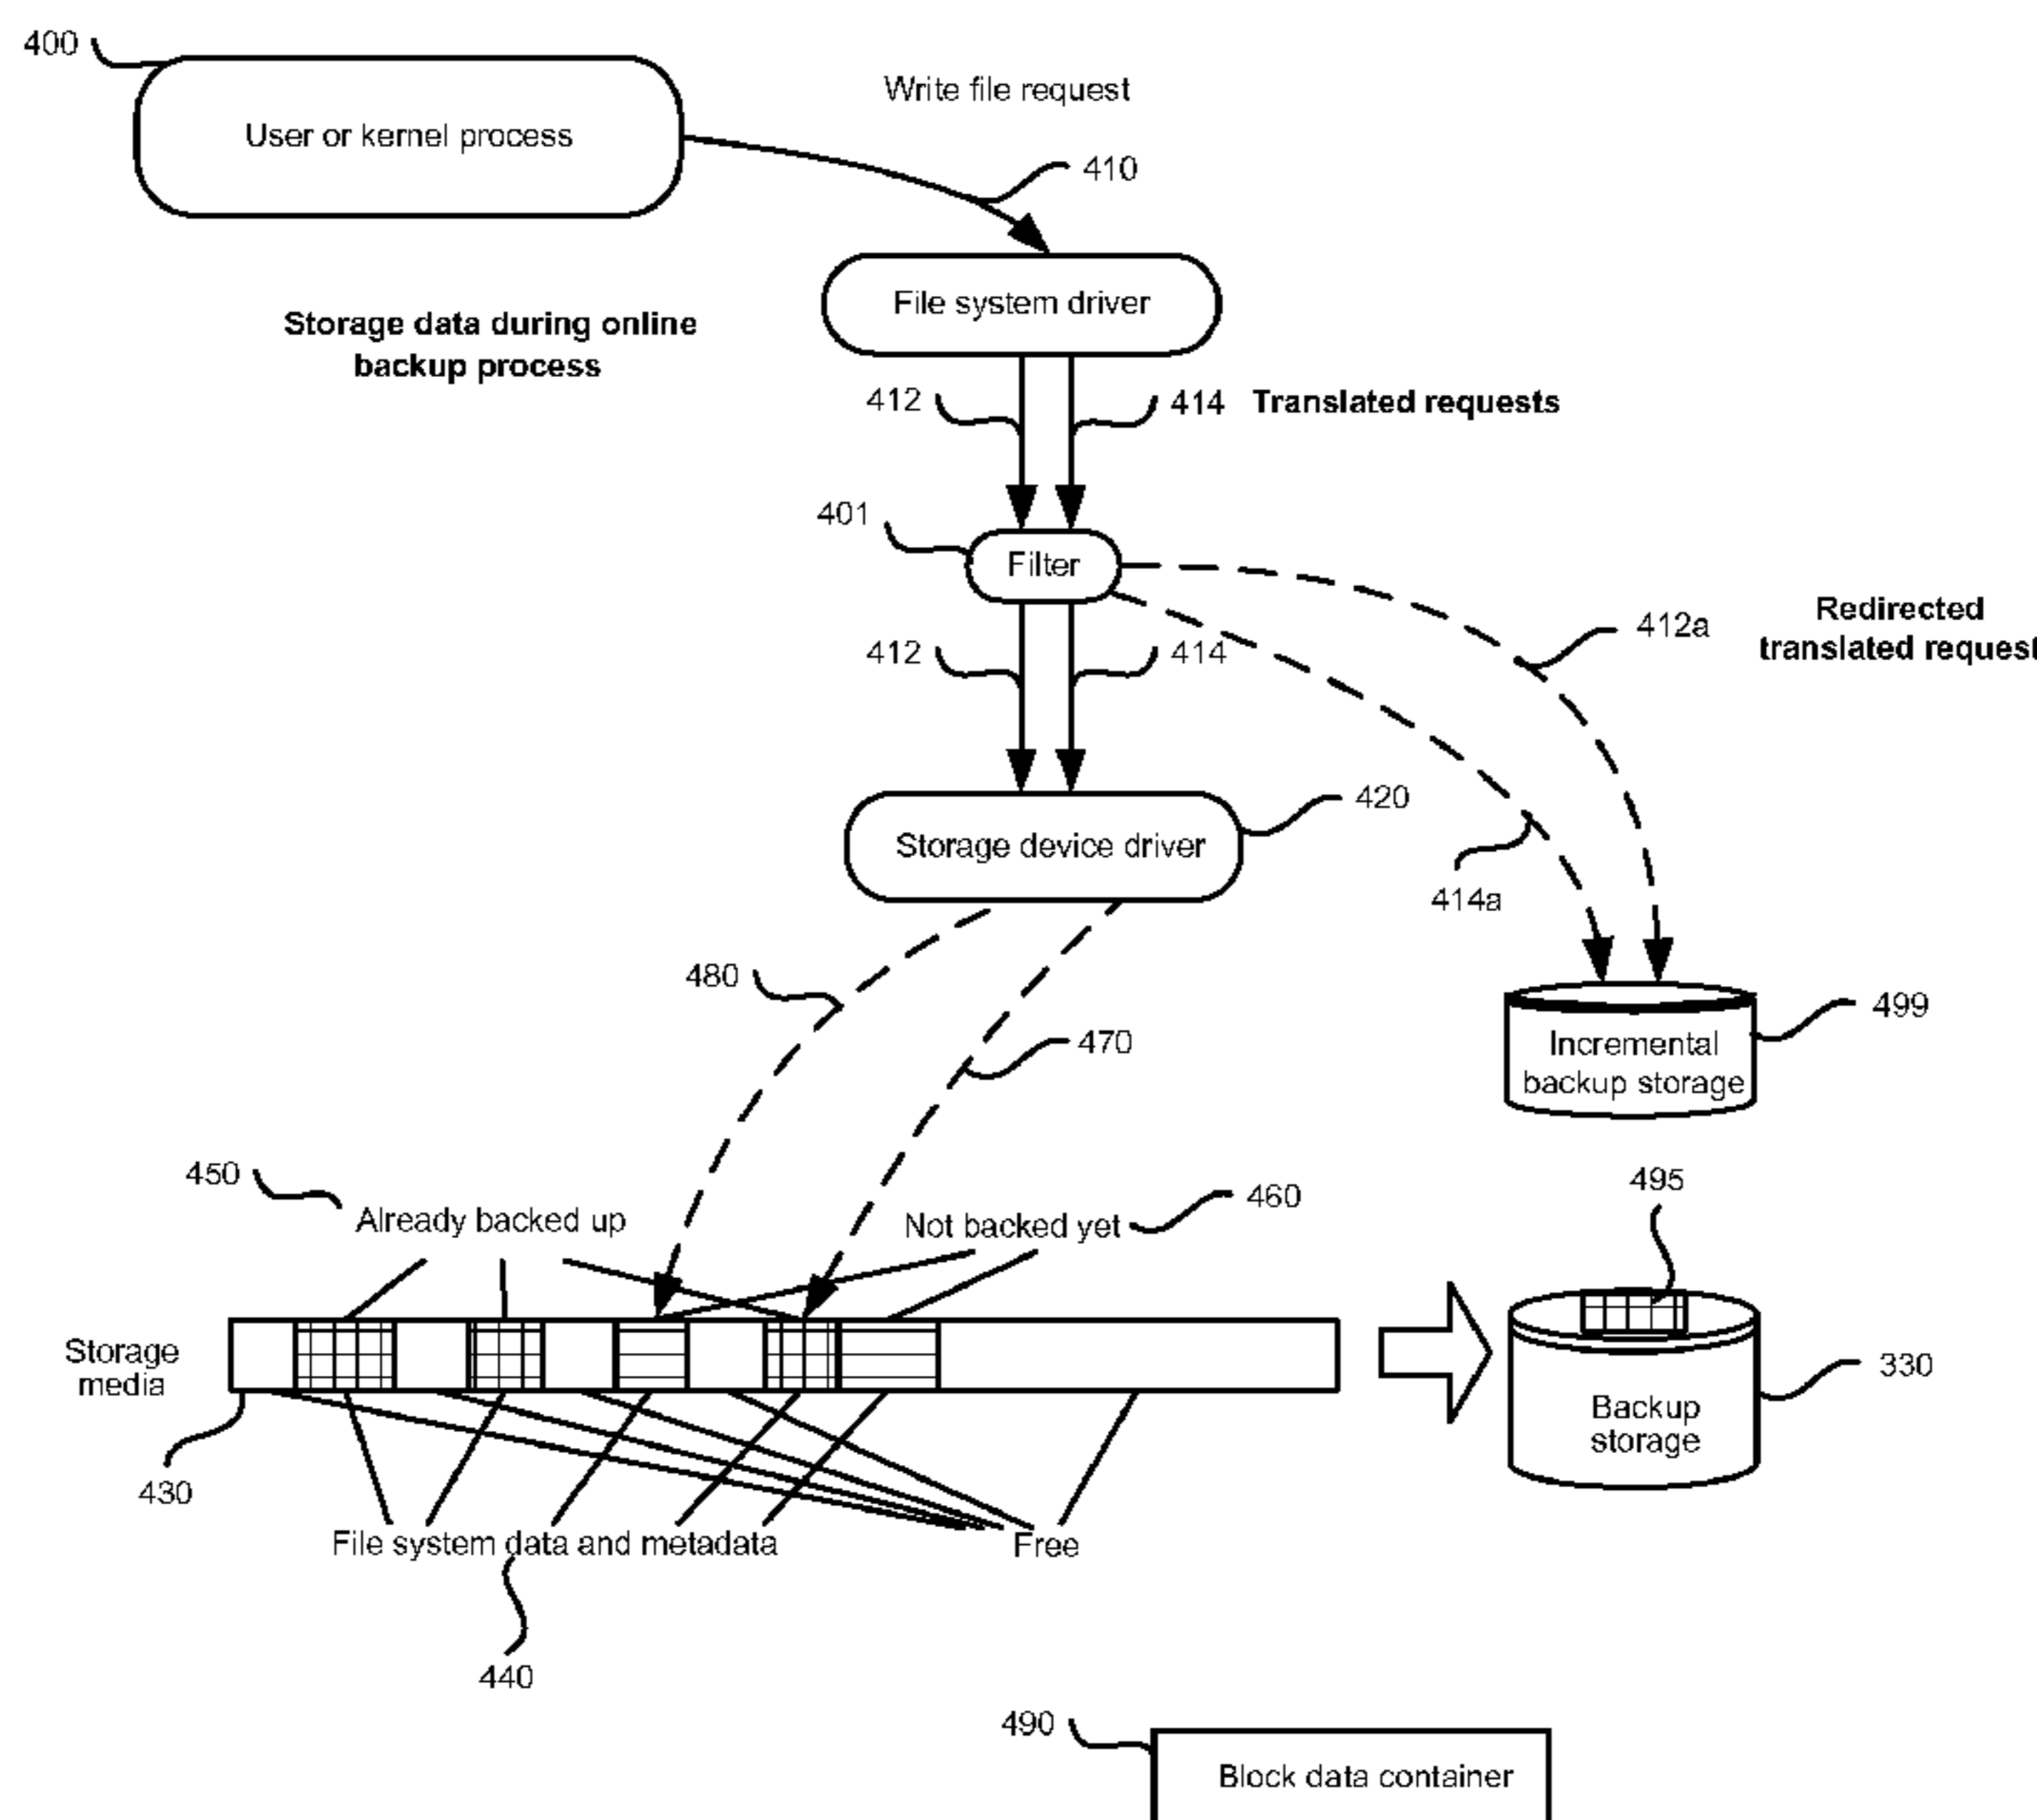 400
Write file request
User or kernel process
410
File system driver
Storage data during online
backup process
412
414 Translated requests
401
Filter
Redirected
translated request
412a
412
414
420
Storage device driver
414a
480
499
470
Incremental
backup storage
450
495
460
Already backed up
Not backed yet
Storage
media
330
Backup
storage
430
File system data and metadata
Free
440
490
Block data container